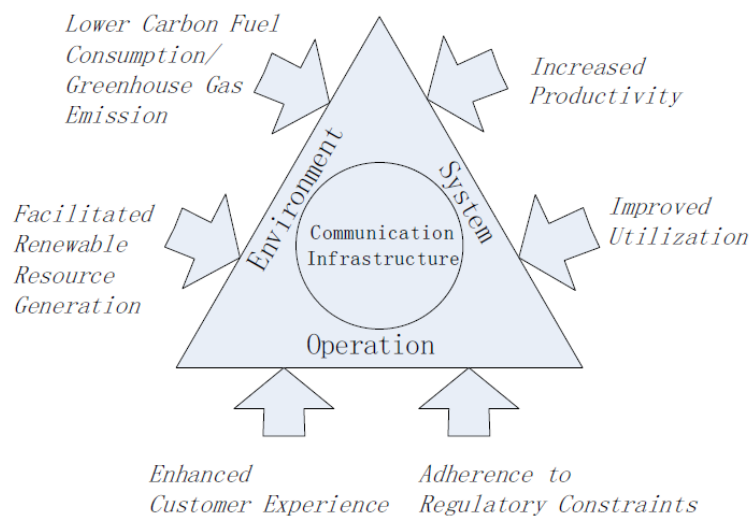 Lower Carbon Fuel
Consumption/
Greenhouse Gas
Emission
Increased
Productivity
Environment
System
Facilitated
Renewable
Resource
Generation
Communication
Infrastructure
Improved
Utilization
Operation
Enhanced
Customer Experience
Adherence to
Regulatory Constraints